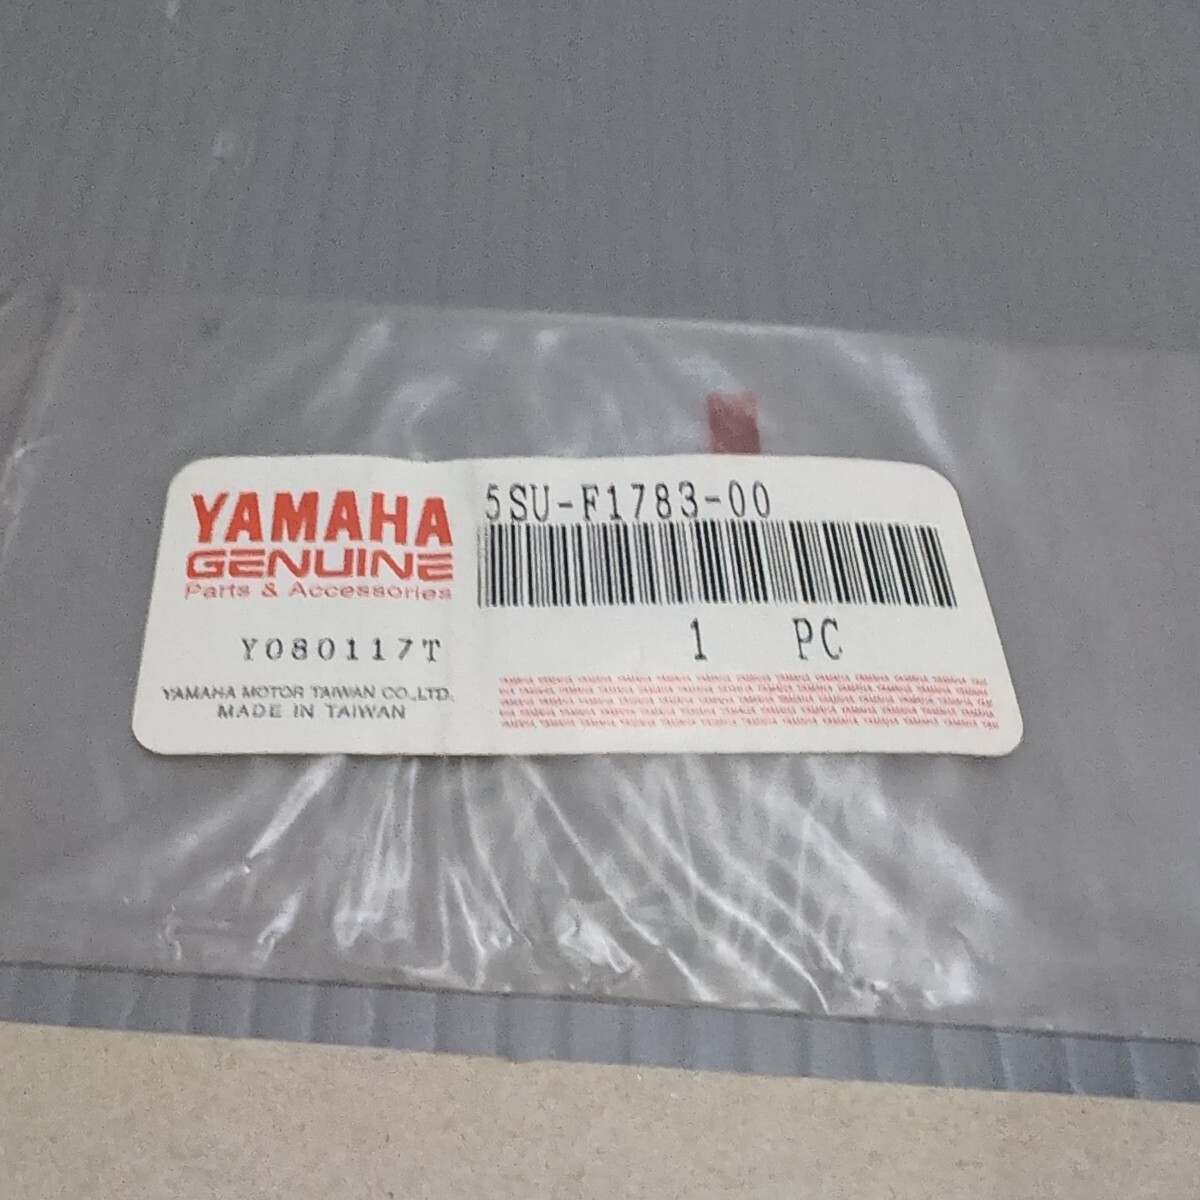 YAMAHA
GENUINE
Parts & Accessories
Y080117T
YAMAHA MOTOR TAIWAN CO.,LTD.
MADE IN TAIWAN
5SU-F1783-00
1 PC